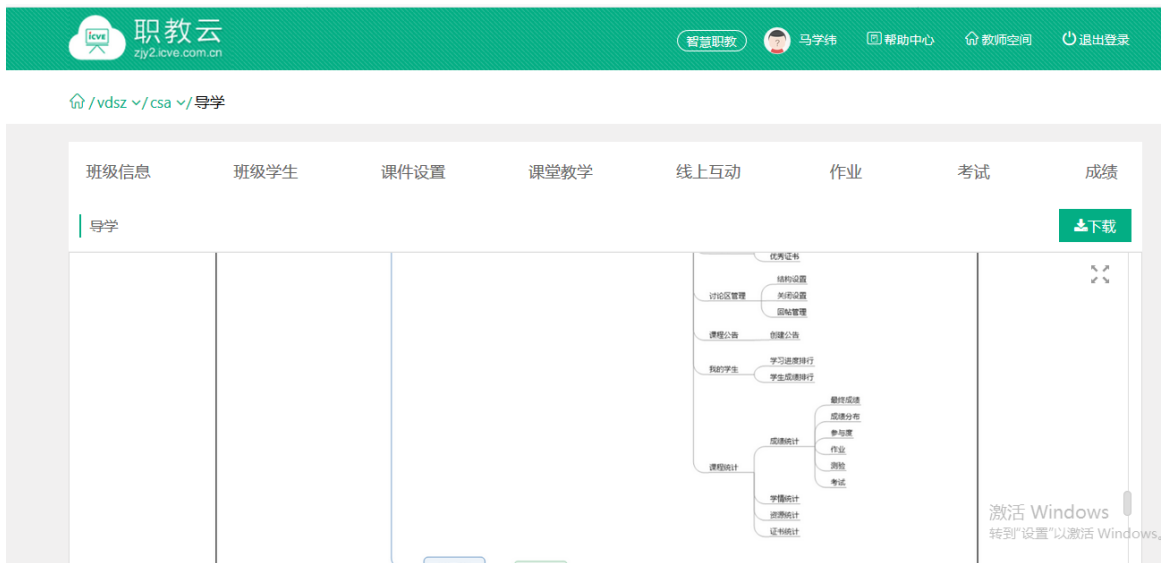 icve 职教云
zjy2.icve.com.cn
智慧职教 马学纬 帮助中心 教师空间 退出登录
/ vdsz / csa / 导学
班级信息 班级学生 课件设置 课堂教学 线上互动 作业 考试 成绩
导学 下载
优秀证书
结构设置
讨论区管理 关闭设置
回帖管理
课程公告 创建公告
学习进度排行
我的学生
学生成绩排行
最终成绩
成绩分布
参与度
成绩统计
作业
课程统计 测验
考试
学情统计
资源统计
证书统计
激活 Windows
转到"设置"以激活 Windows。